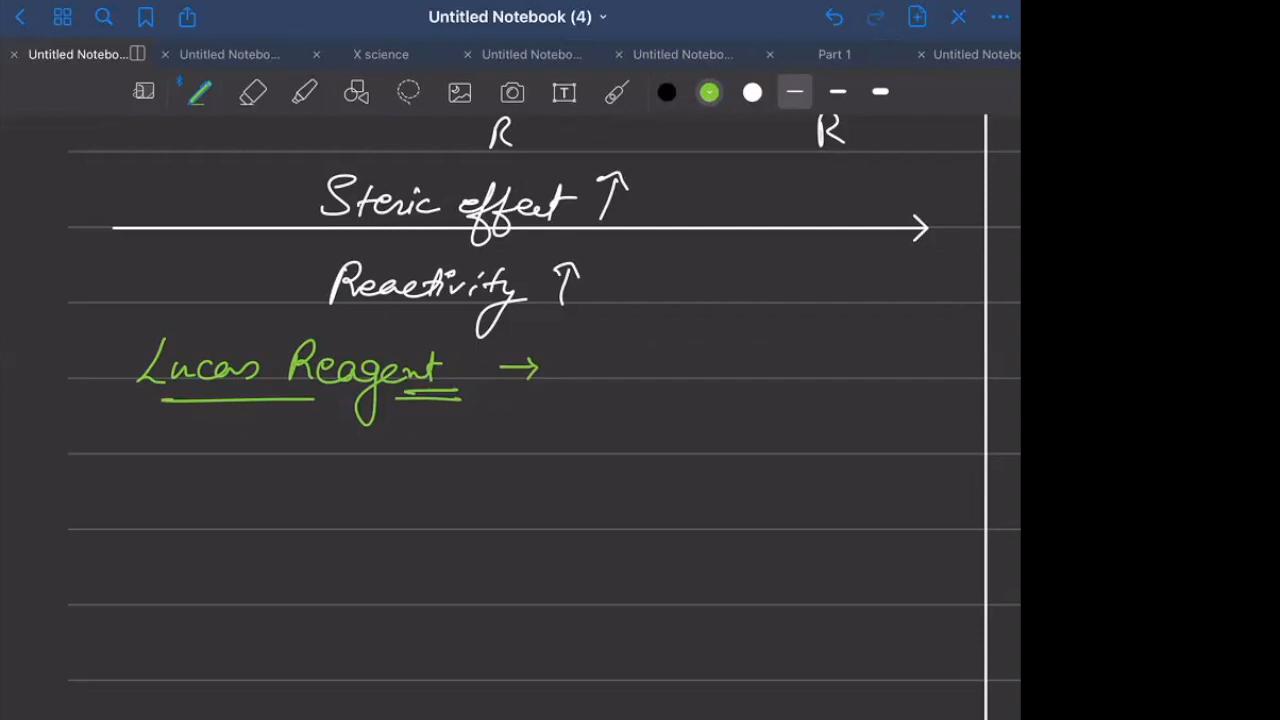 Untitled Notebook (4)
Untitled Notebo... Untitled Notebo... X science Untitled Notebo... Untitled Notebo... Part 1 Untitled Notebo
T
R R
Steric effect ↑
Reactivity ↑
Lucas Reagent →